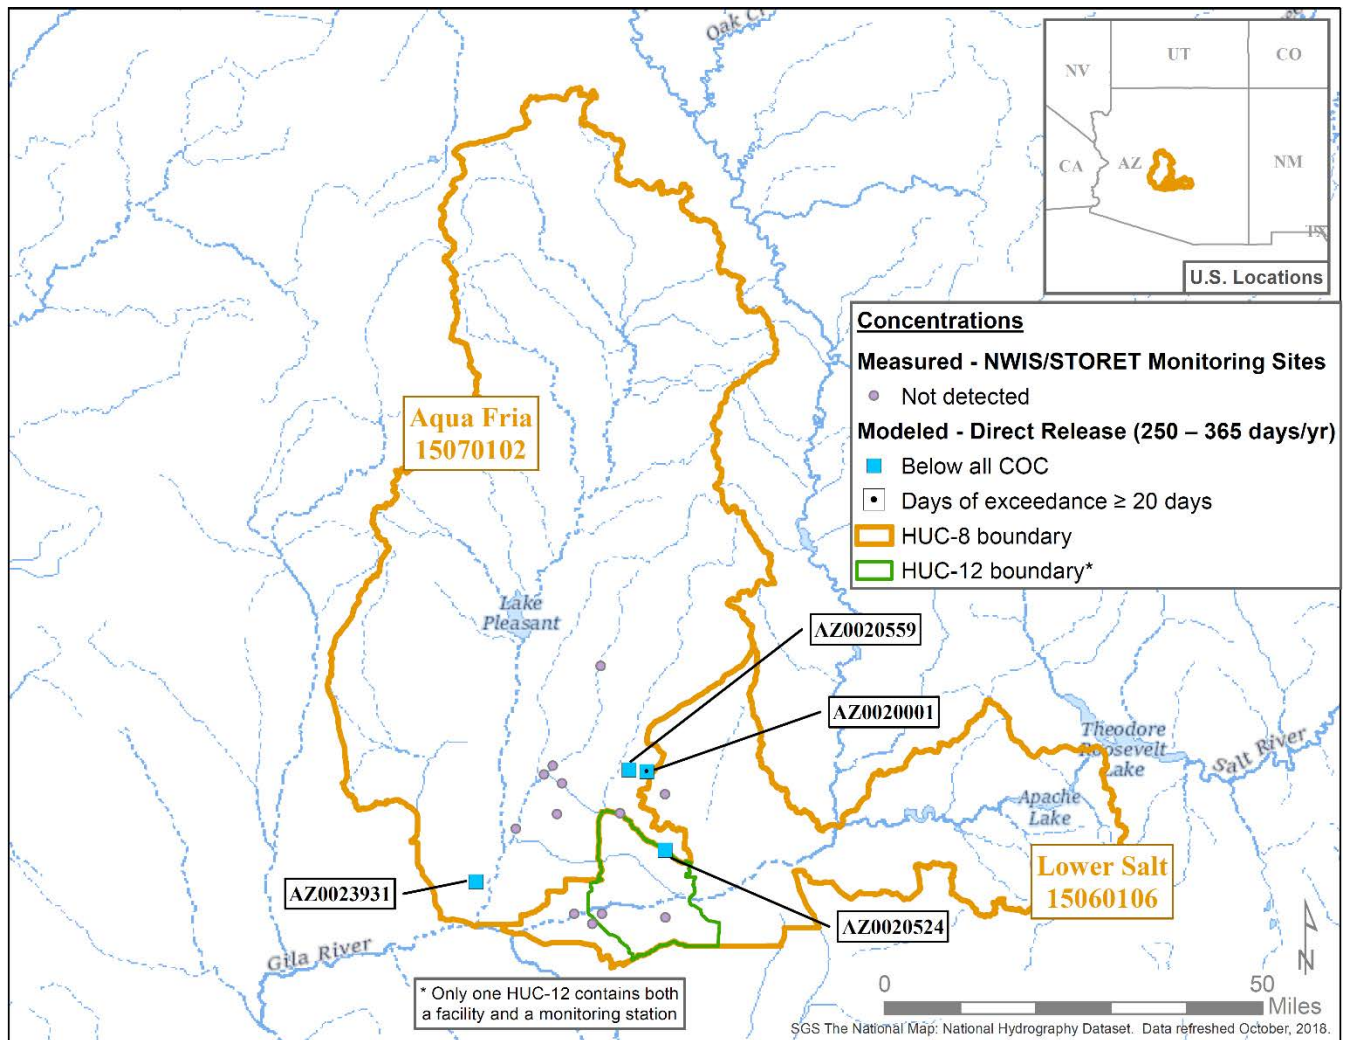 Oak Cr
UT
CO
NV
CA
AZ
NM
TX
U.S. Locations
Concentrations
Measured - NWIS/STORET Monitoring Sites
Not detected
Modeled - Direct Release (250 – 365 days/yr)
Below all COC
Days of exceedance ≥ 20 days
HUC-8 boundary
HUC-12 boundary*
Aqua Fria
15070102
Lake
Pleasant
AZ0020559
AZ0020001
Theodore
Roosevelt
Lake
Salt River
Apache
Lake
Lower Salt
15060106
AZ0023931
AZ0020524
Gila River
* Only one HUC-12 contains both
a facility and a monitoring station
N
0
50
Miles
SGS The National Map: National Hydrography Dataset. Data refreshed October, 2018.